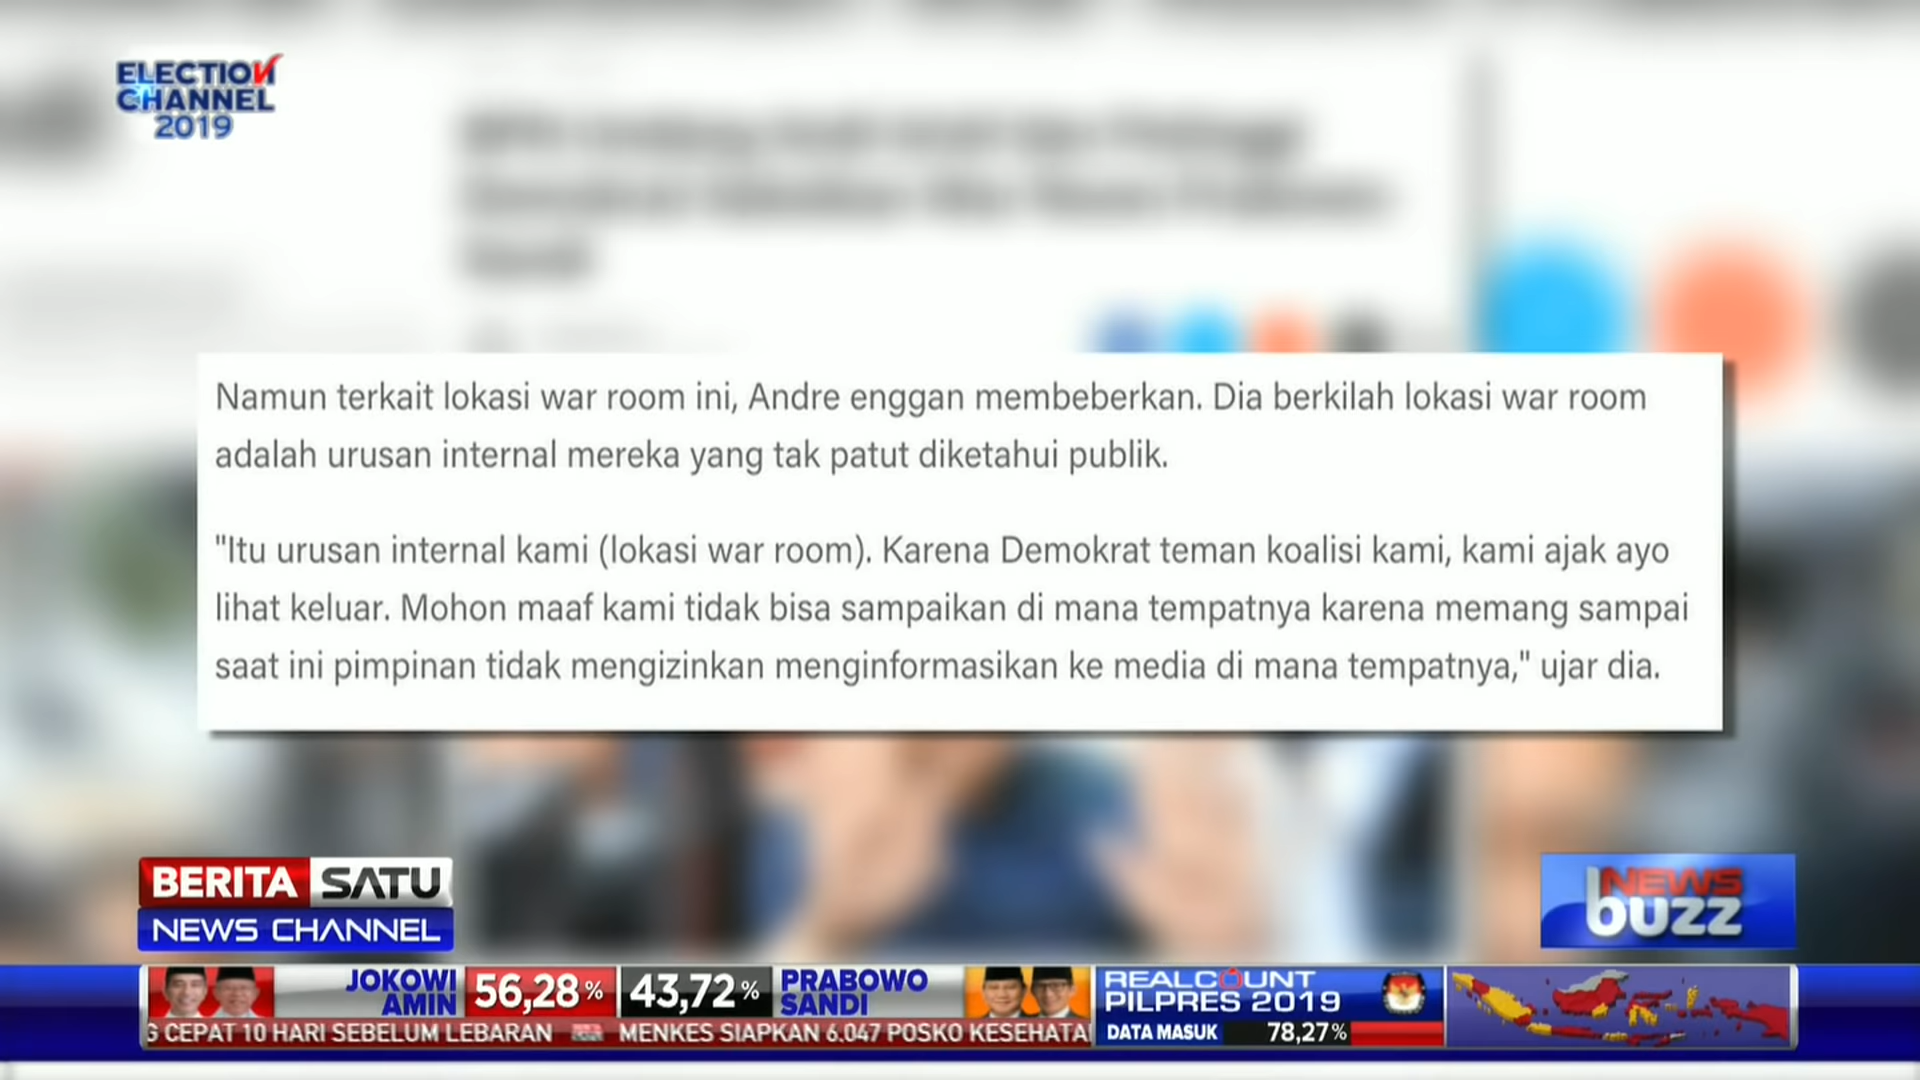 ELECTION
CHANNEL
2019
Namun terkait lokasi war room ini, Andre enggan membeberkan. Dia berkilah lokasi war room
adalah urusan internal mereka yang tak patut diketahui publik.
"Itu urusan internal kami (lokasi war room). Karena Demokrat teman koalisi kami, kami ajak ayo
lihat keluar. Mohon maaf kami tidak bisa sampaikan di mana tempatnya karena memang sampai
saat ini pimpinan tidak mengizinkan menginformasikan ke media di mana tempatnya," ujar dia.
BERITA SATU
NEWS CHANNEL
NEWS
buzz
JOKOWI
AMIN
56,28%
43,72%
PRABOWO
SANDI
REALCOUNT
PILPRES 2019
DATA MASUK 78,27%
CEPAT 10 HARI SEBELUM LEBARAN MENKES SIAPKAN 6.047 POSKO